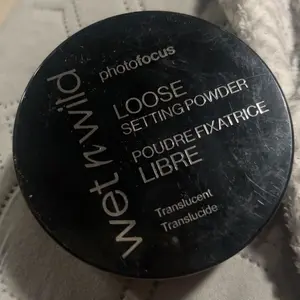 wet n wild
photofocus
LOOSE
SETTING POWDER
POUDRE FIXATRICE
LIBRE
Translucent
Translucide